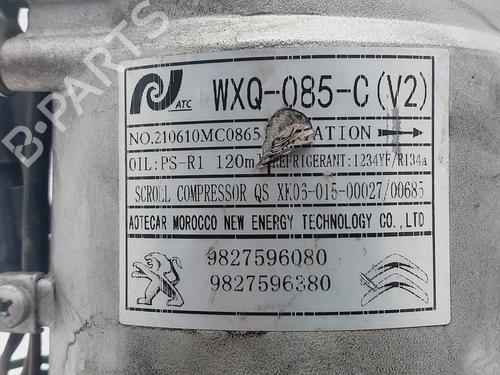 B-PARTS
ATC
WXQ-085-C(V2)
NO.210610MC0865 ATION
OIL:PS-R1 120m REFRIGERANT:1234YF/R134a
SCROLL COMPRESSOR QS XKD3-015-00027/00685
AOTECAR MOROCCO NEW ENERGY TECHNOLOGY CO.,LTD
9827596080
9827596380